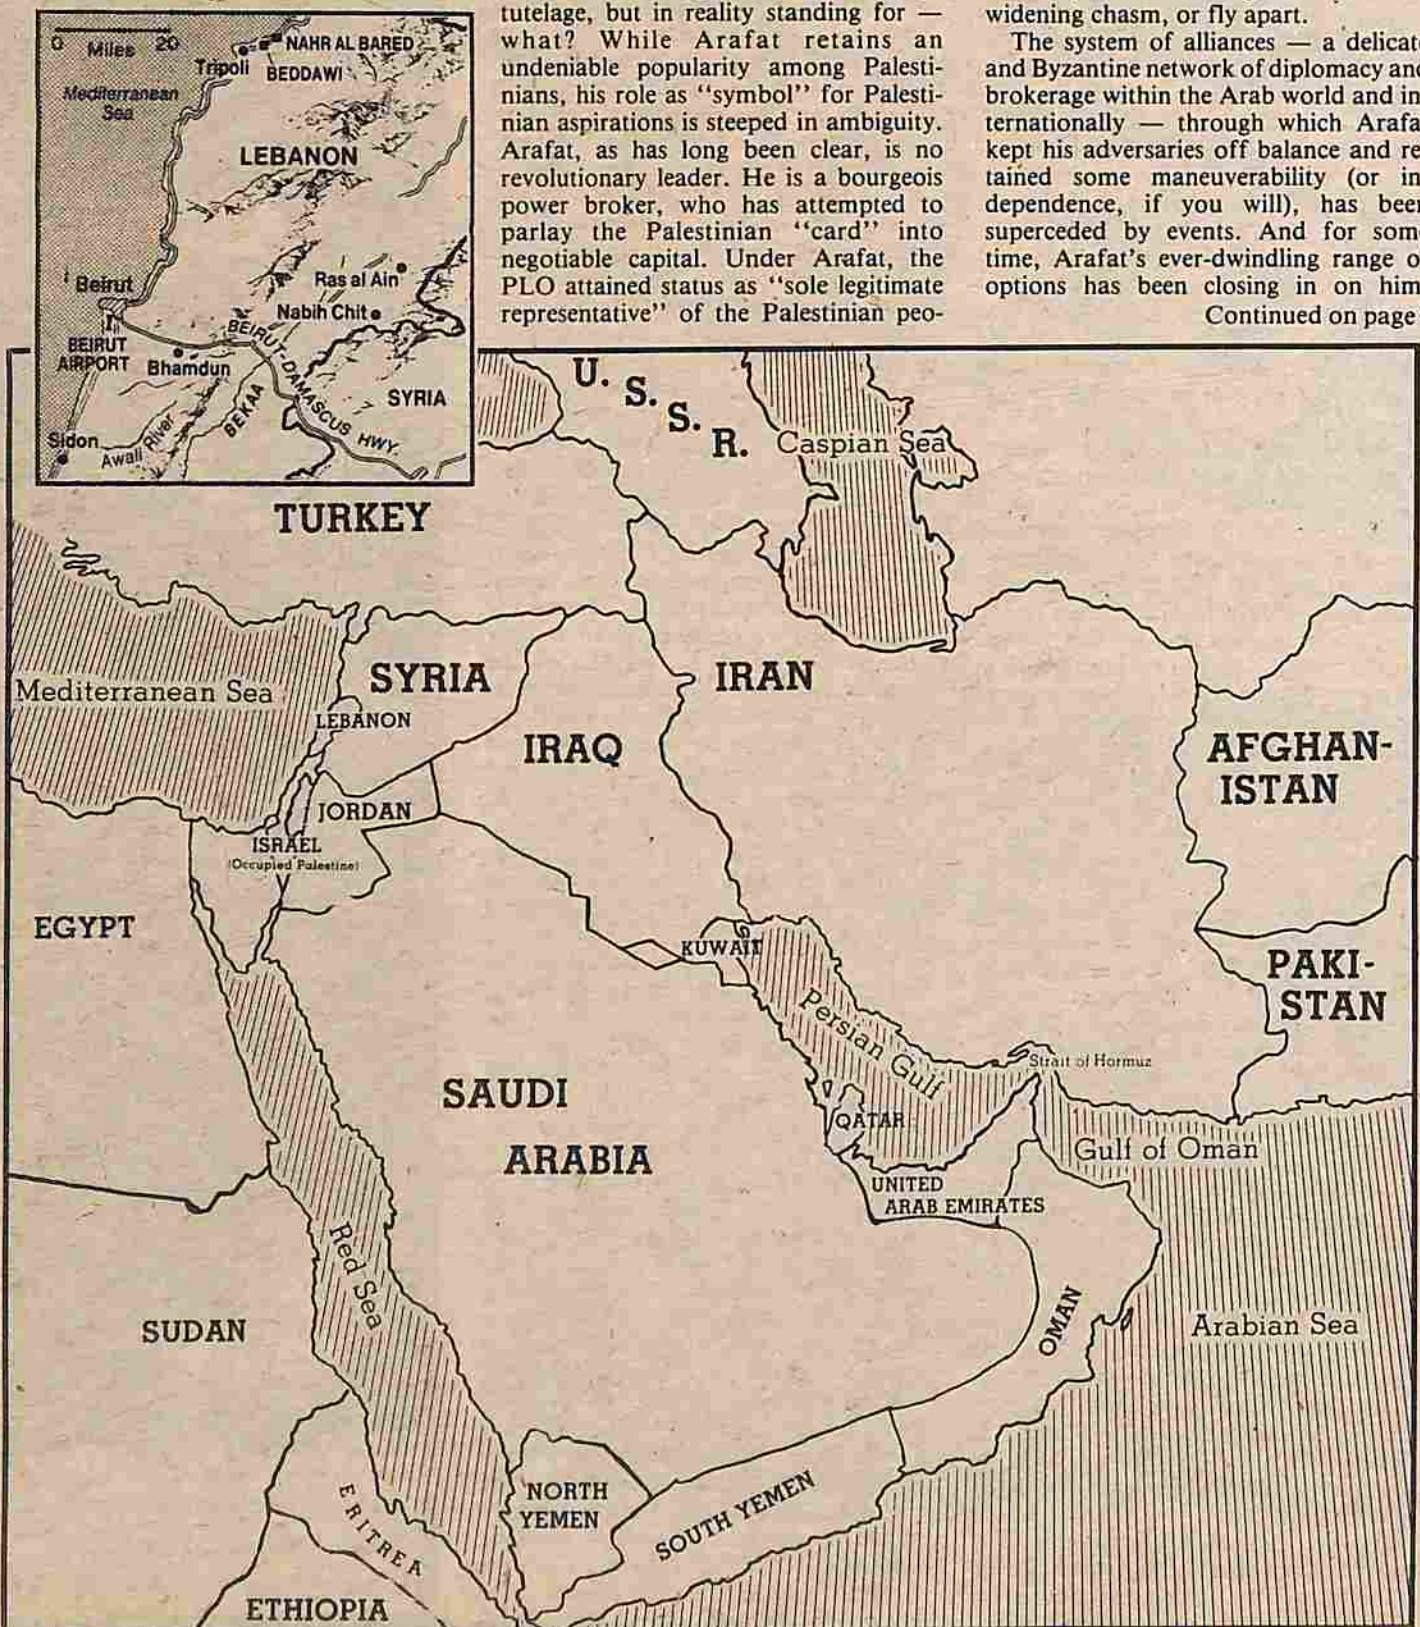 tutelage, but in reality standing for —
what? While Arafat retains an
undeniable popularity among Palesti-
nians, his role as “symbol” for Palesti-
nian aspirations is steeped in ambiguity.
Arafat, as has long been clear, is no
revolutionary leader. He is a bourgeois
power broker, who has attempted to
parlay the Palestinian “card” into
negotiable capital. Under Arafat, the
PLO attained status as “sole legitimate
representative” of the Palestinian peo-
widening chasm, or fly apart.
The system of alliances — a delicat
and Byzantine network of diplomacy and
brokerage within the Arab world and in
ternationally — through which Arafa
kept his adversaries off balance and re
tained some maneuverability (or in
dependence, if you will), has been
superceded by events. And for som
time, Arafat's ever-dwindling range o
options has been closing in on him
Continued on page
0 Miles 20
NAHR AL BARED
Tripoli
BEDDAWI
Mediterranean
Sea
LEBANON
Beirut
Ras al Ain
Nabih Chit
BEIRUT
AIRPORT
Bhamdun
BEIRUT-DAMASCUS HWY.
BEKAA
SYRIA
Sidon
Awali River
U. S. S. R.
Caspian Sea
TURKEY
SYRIA
IRAN
Mediterranean Sea
LEBANON
IRAQ
AFGHAN-
ISTAN
JORDAN
ISRAEL
(Occupied Palestine)
EGYPT
KUWAIT
PAKI-
STAN
Persian Gulf
Strait of Hormuz
SAUDI
ARABIA
QATAR
Gulf of Oman
UNITED
ARAB EMIRATES
Red Sea
SUDAN
OMAN
Arabian Sea
NORTH
YEMEN
SOUTH YEMEN
ERITREA
ETHIOPIA